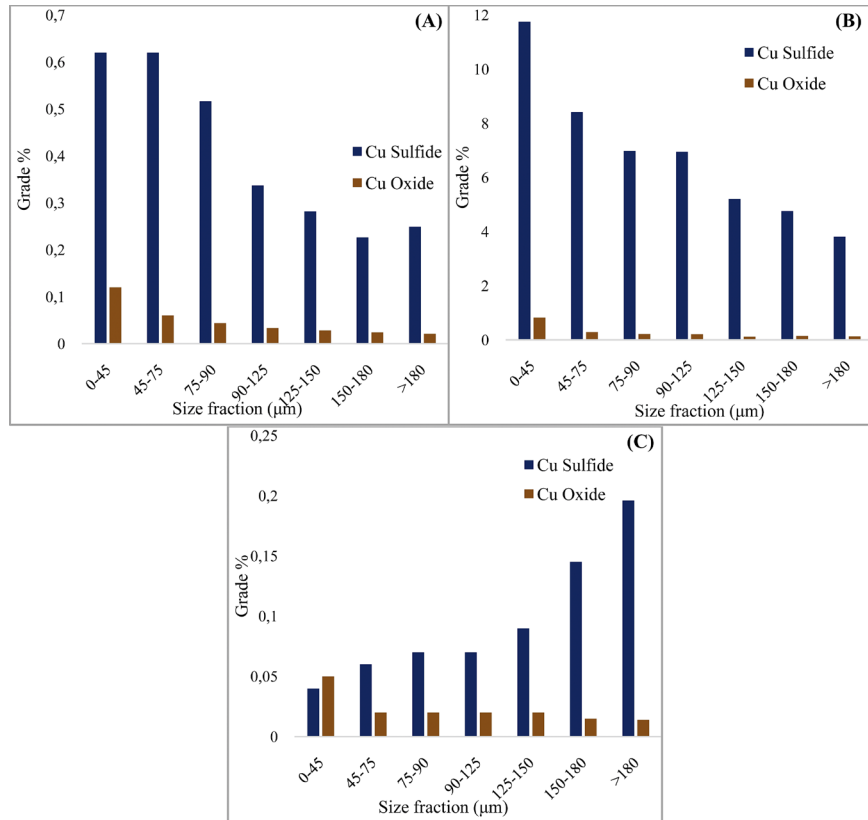 (A)
0,7
0,6
0,5
0,4
0,3
0,2
0,1
0
Grade %
Cu Sulfide
Cu Oxide
0-45
45-75
75-90
90-125
125-150
150-180
>180
Size fraction (μm)
(B)
12
10
8
6
4
2
0
Grade %
Cu Sulfide
Cu Oxide
0-45
45-75
75-90
90-125
125-150
150-180
>180
Size fraction (μm)
(C)
0,25
0,2
0,15
0,1
0,05
0
Grade %
Cu Sulfide
Cu Oxide
0-45
45-75
75-90
90-125
125-150
150-180
>180
Size fraction (μm)